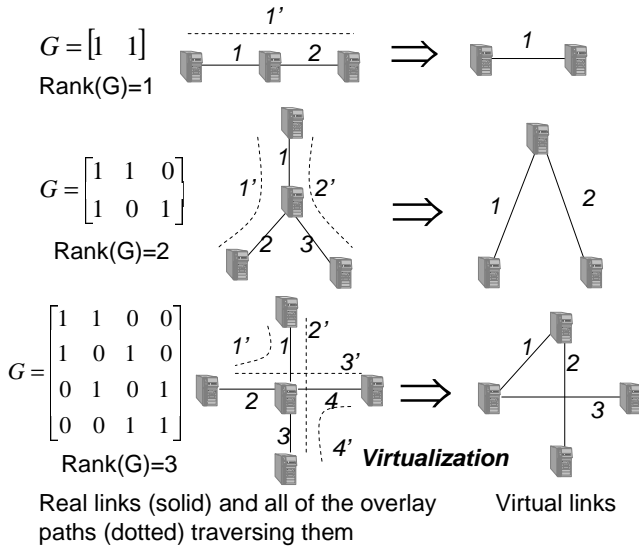 1'
G = [1 1] 1 2 ⇒ 1
Rank(G)=1
G = [1 1 0
1 0 1]
Rank(G)=2
1 1' 2' 2 3 ⇒ 1 2
G = [1 1 0 0
1 0 1 0
0 1 0 1
0 0 1 1]
Rank(G)=3
1' 1 2' 3' 2 4 3 4' ⇒ 1 2 3
Virtualization
Real links (solid) and all of the overlay
paths (dotted) traversing them
Virtual links